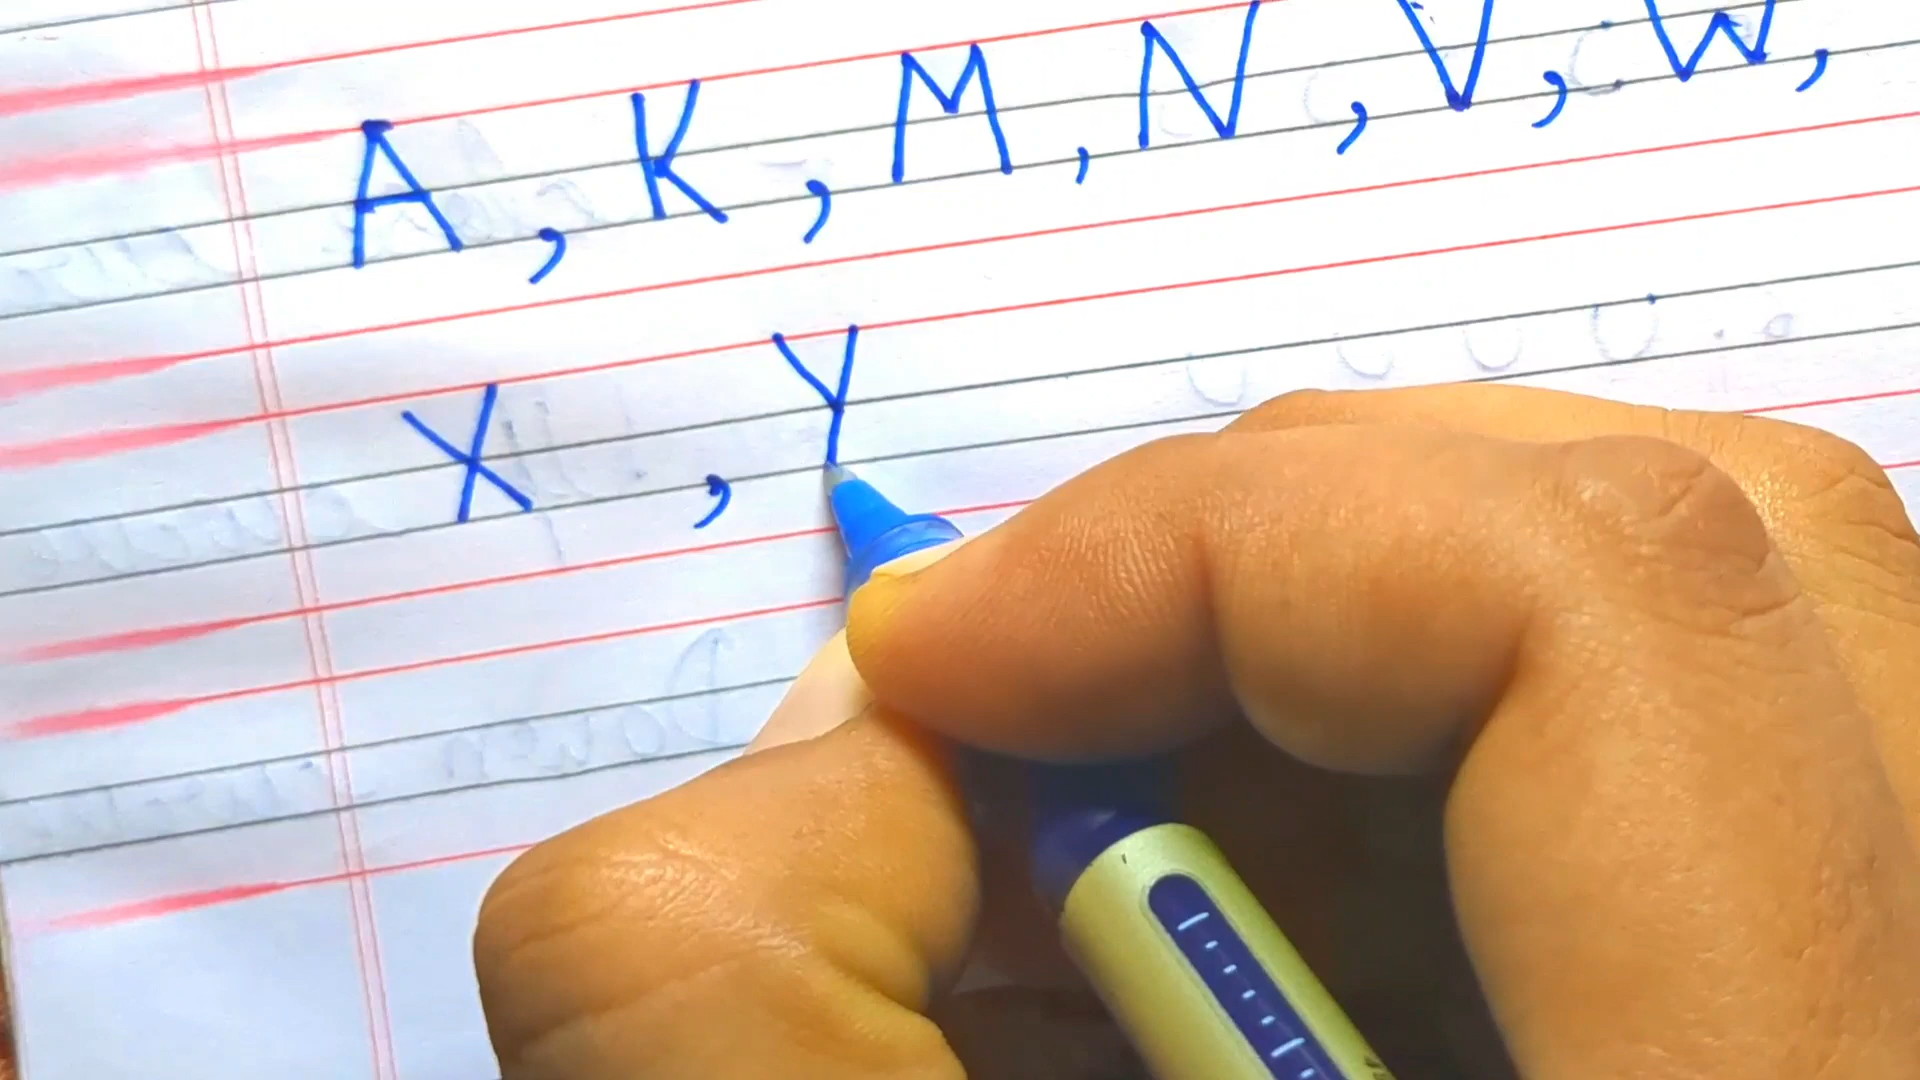 A, K, M, N, V, W,
X, Y